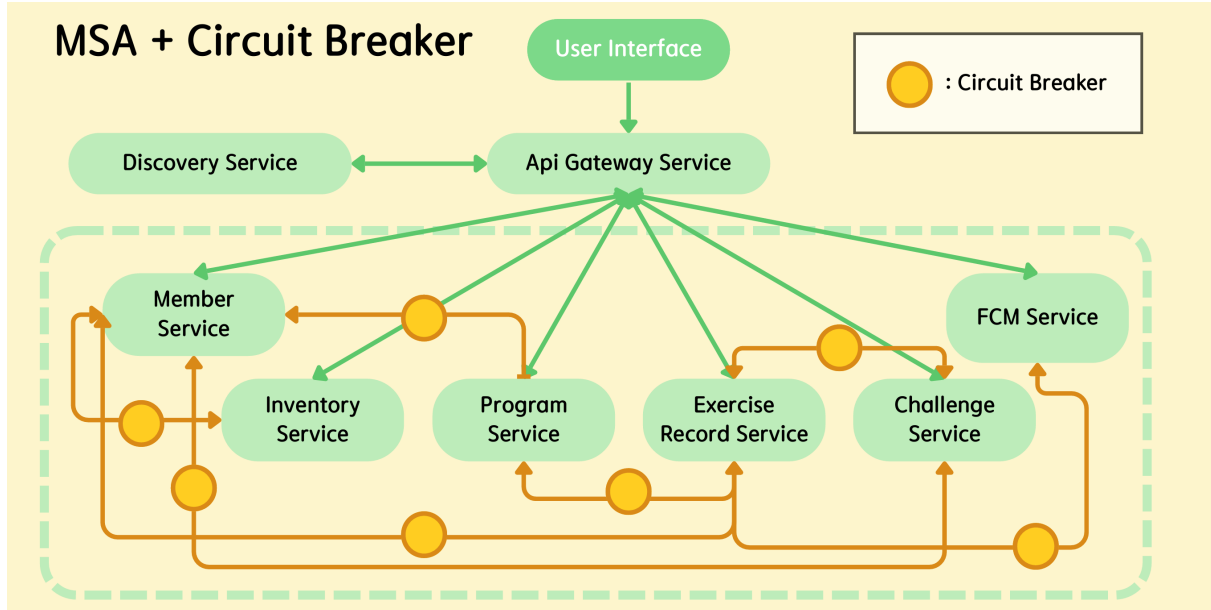 MSA + Circuit Breaker
User Interface
: Circuit Breaker
Discovery Service
Api Gateway Service
Member
Service
FCM Service
Inventory
Service
Program
Service
Exercise
Record Service
Challenge
Service